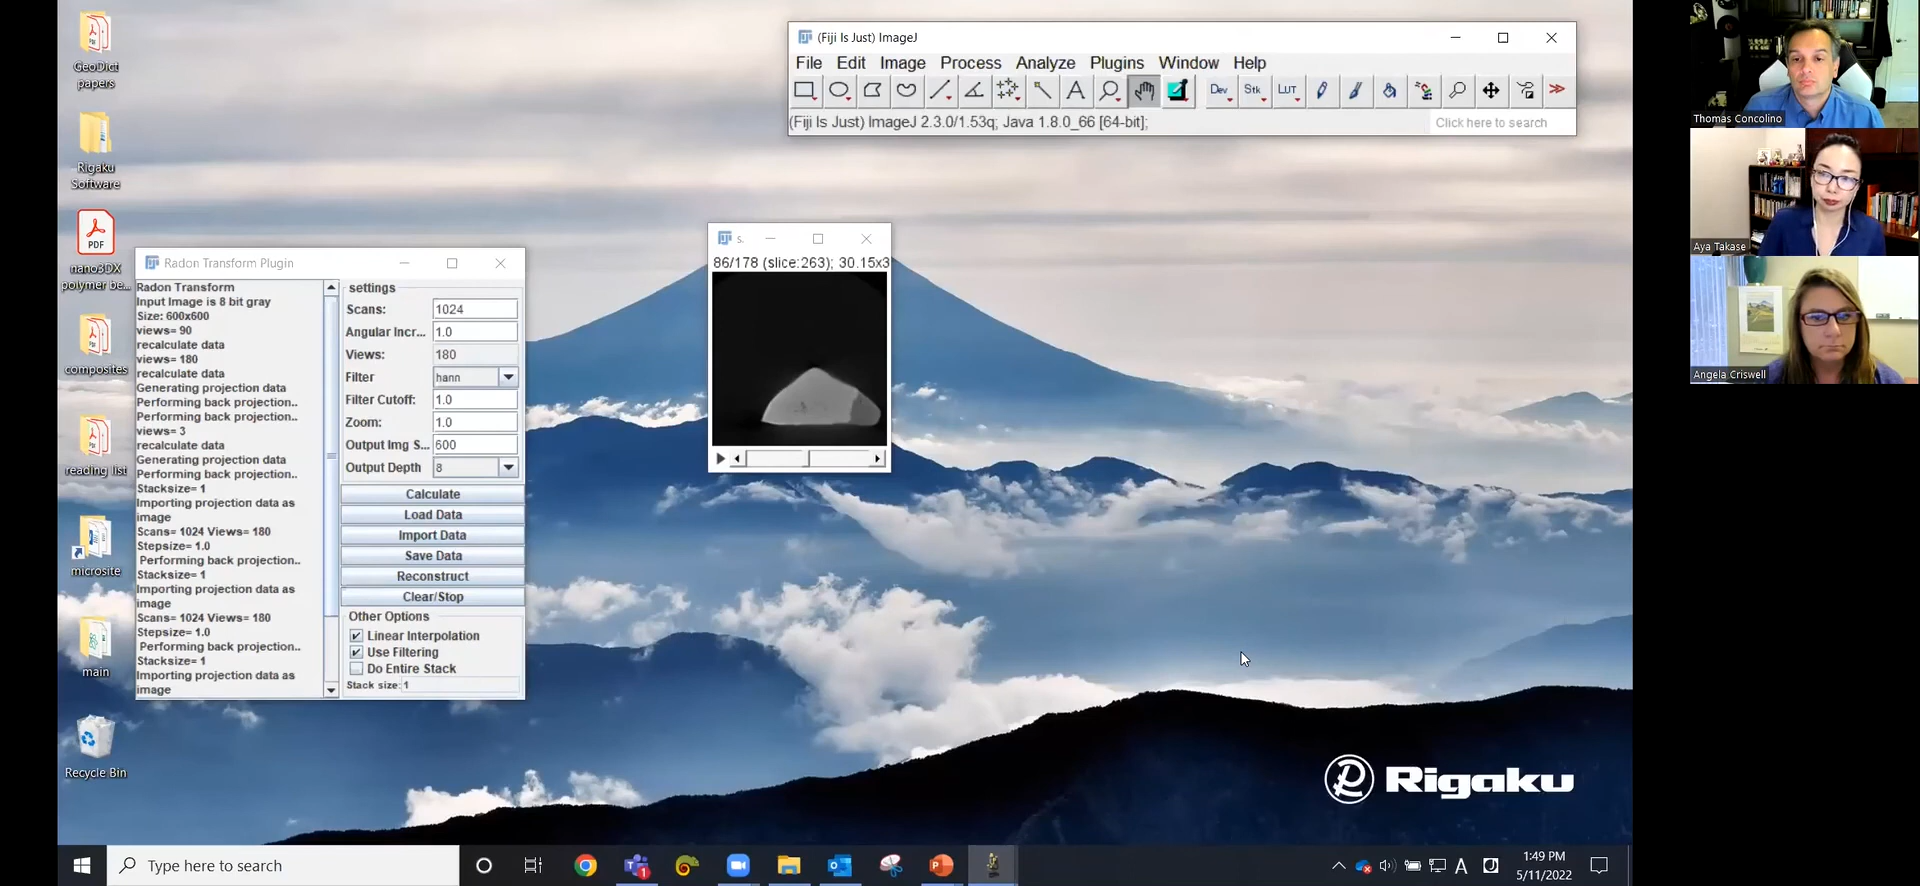 GeoDict
papers
Rigaku
Software
PDF
nano3DX
polymer be...
composites
reading list
microsite
main
Recycle Bin
(Fiji Is Just) ImageJ
File Edit Image Process Analyze Plugins Window Help
Dev Stk LUT
(Fiji Is Just) ImageJ 2.3.0/1.53q; Java 1.8.0_66 [64-bit];
Click here to search
s.
86/178 (slice:263); 30.15x3
Radon Transform Plugin
Radon Transform
Input Image is 8 bit gray
Size: 600x600
views= 90
recalculate data
views= 180
recalculate data
Generating projection data
Performing back projection..
Performing back projection..
views= 3
recalculate data
Generating projection data
Performing back projection..
Stacksize= 1
Importing projection data as
image
Scans= 1024 Views= 180
Stepsize= 1.0
Performing back projection..
Stacksize= 1
Importing projection data as
image
Scans= 1024 Views= 180
Stepsize= 1.0
Performing back projection..
Stacksize= 1
Importing projection data as
image
settings
Scans: 1024
Angular Incr... 1.0
Views: 180
Filter hann
Filter Cutoff: 1.0
Zoom: 1.0
Output Img S... 600
Output Depth 8
Calculate
Load Data
Import Data
Save Data
Reconstruct
Clear/Stop
Other Options
Linear Interpolation
Use Filtering
Do Entire Stack
Stack size: 1
Rigaku
Type here to search
1
A
1:49 PM
5/11/2022
Thomas Concolino
Aya Takase
Angela Criswell